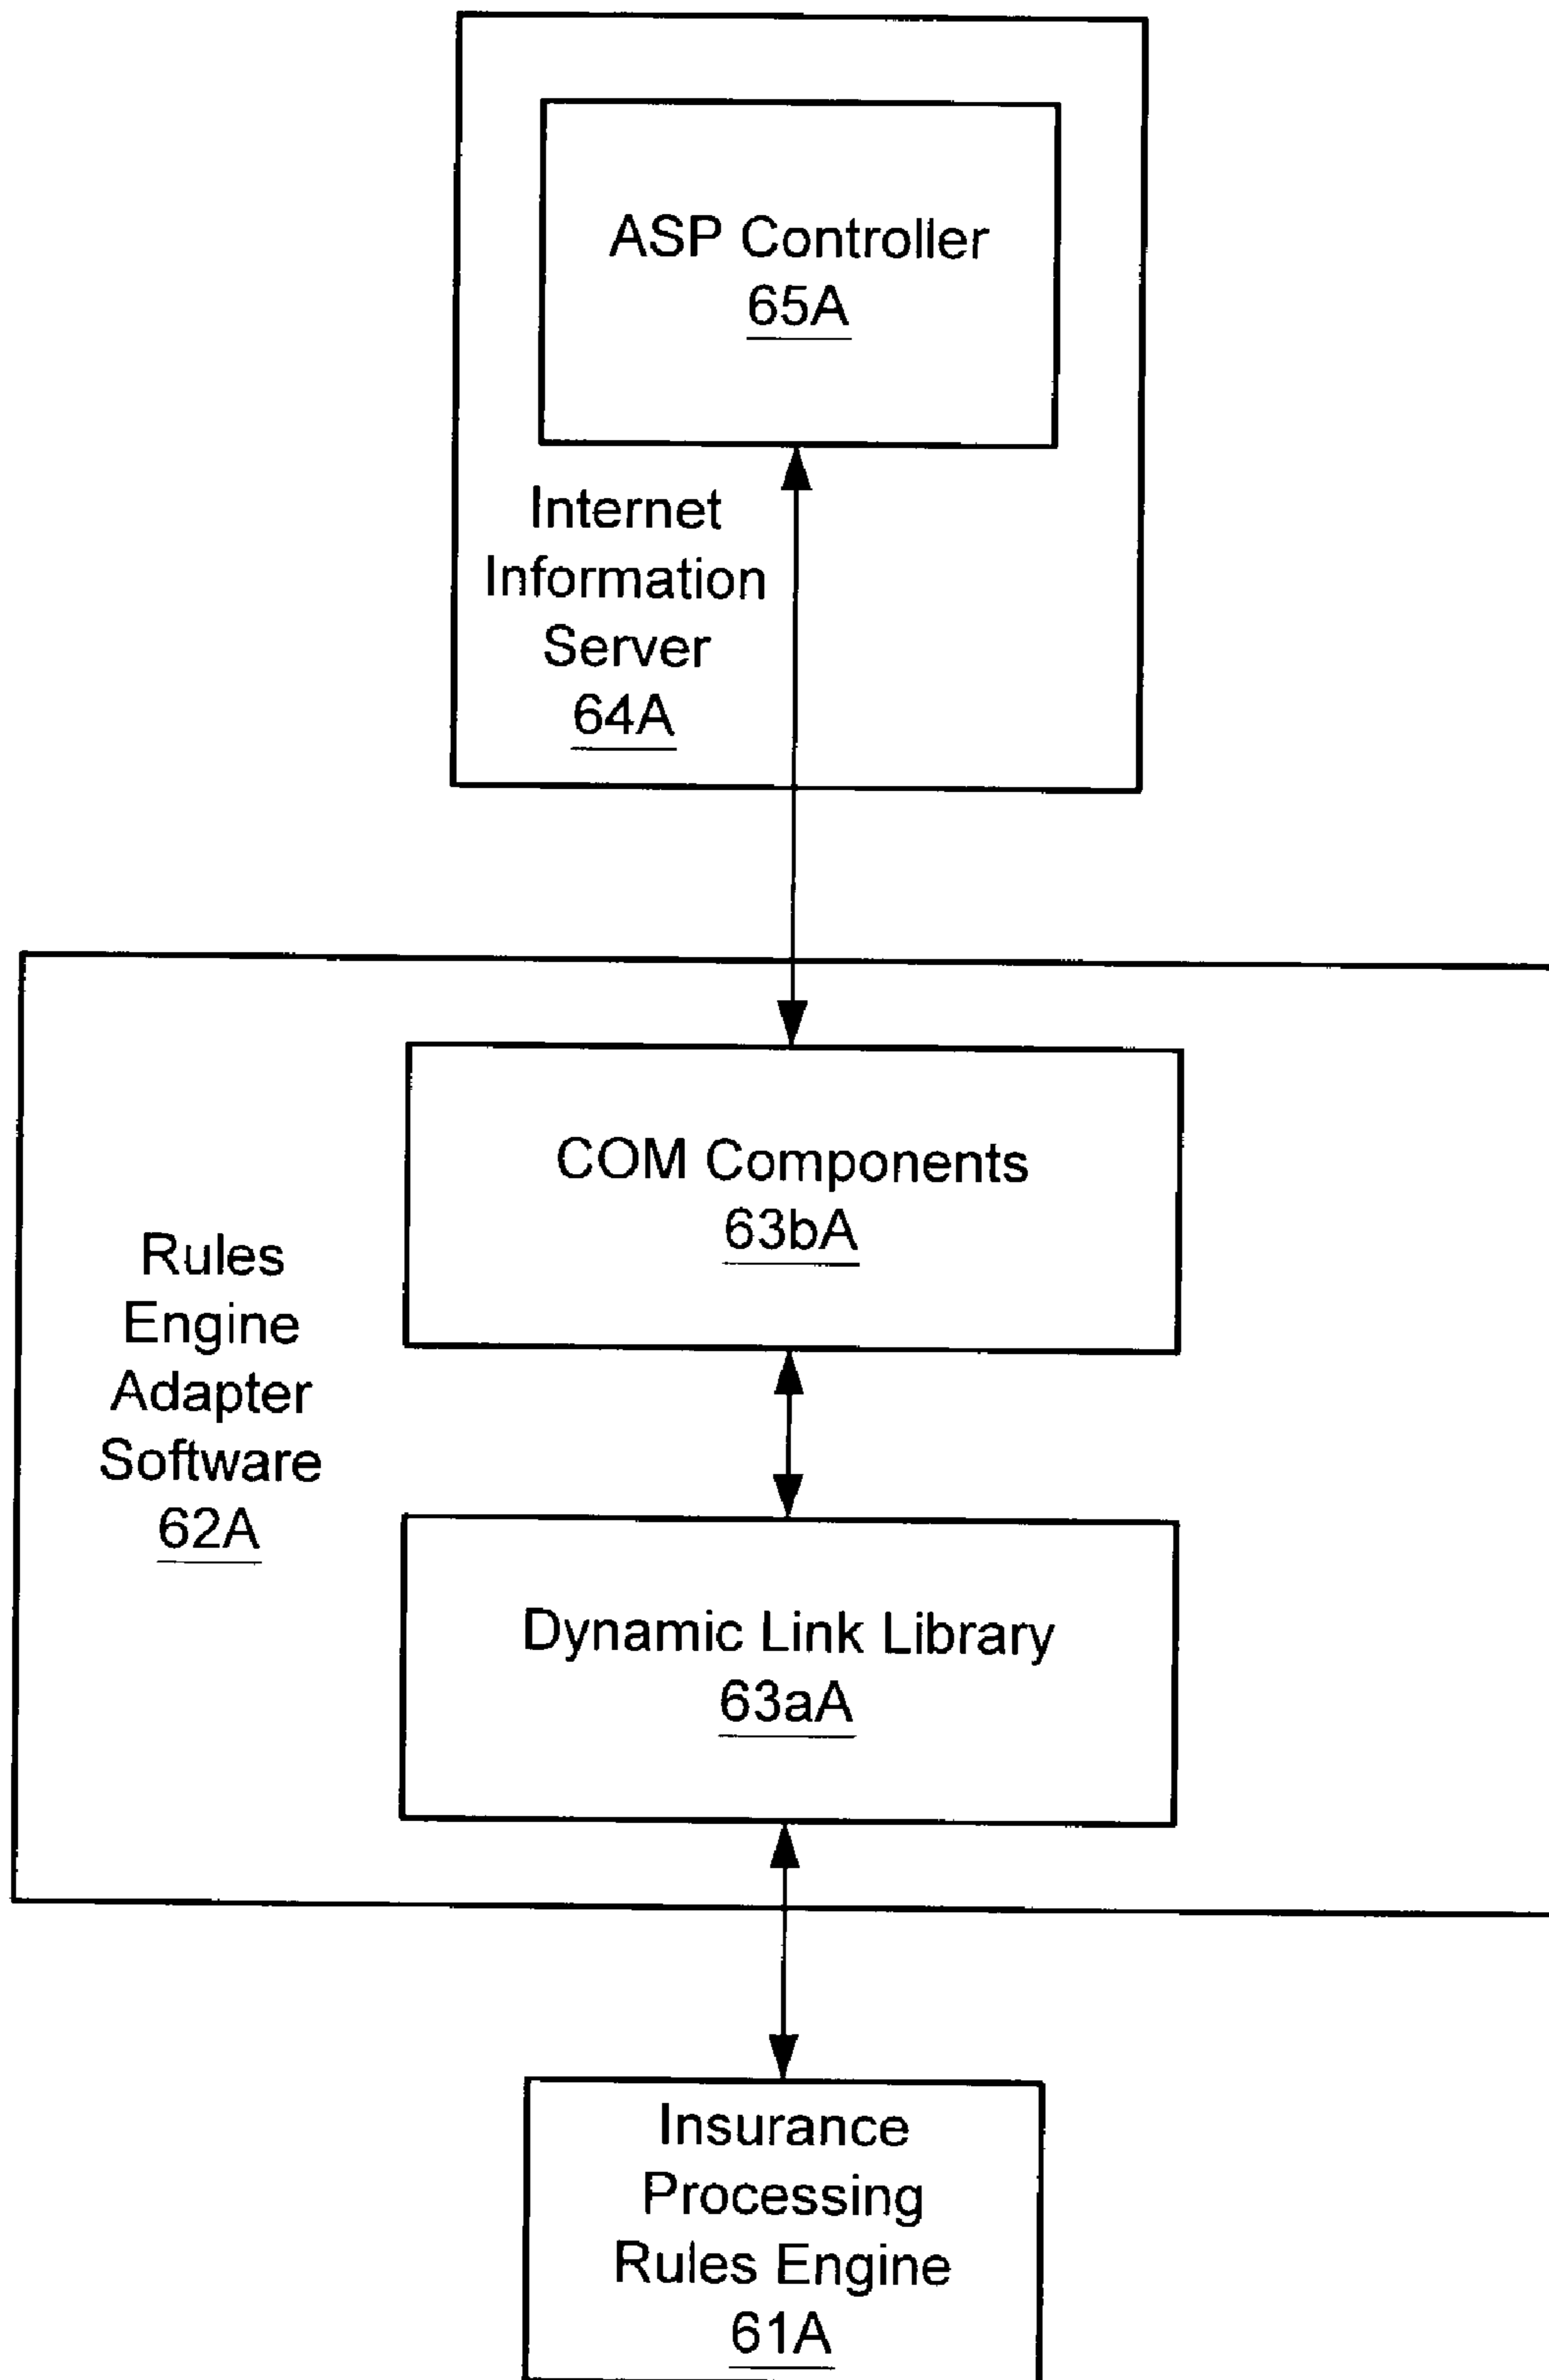 ASP Controller
65A
Internet
Information
Server
64A
COM Components
63bA
Rules
Engine
Adapter
Software
62A
Dynamic Link Library
63aA
Insurance
Processing
Rules Engine
61A